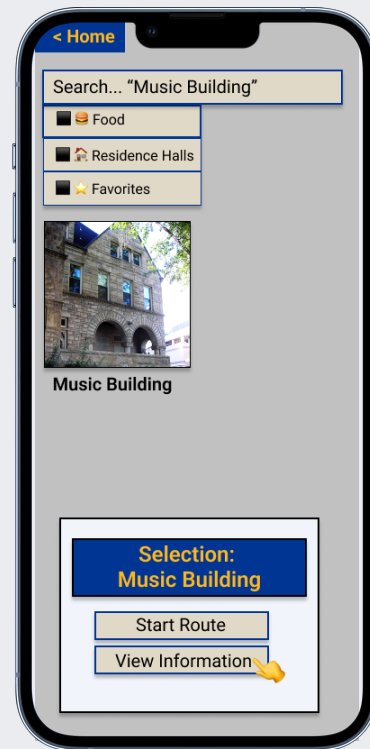 < Home
Search... “Music Building”
Food
Residence Halls
Favorites
Music Building
Selection:
Music Building
Start Route
View Information